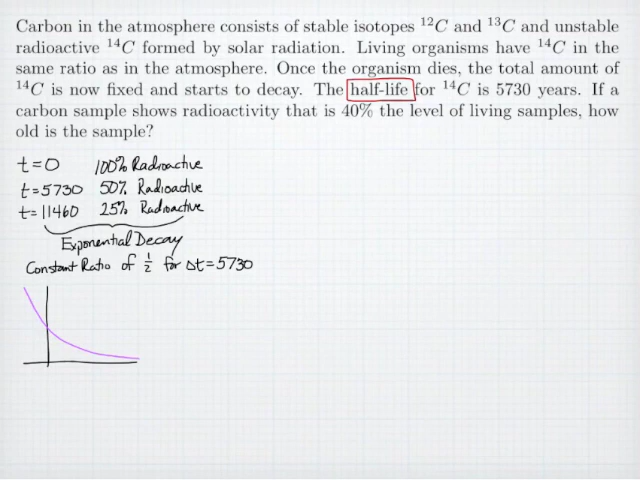 Carbon in the atmosphere consists of stable isotopes ¹²C and ¹³C and unstable
radioactive ¹⁴C formed by solar radiation. Living organisms have ¹⁴C in the
same ratio as in the atmosphere. Once the organism dies, the total amount of
¹⁴C is now fixed and starts to decay. The half-life for ¹⁴C is 5730 years. If a
carbon sample shows radioactivity that is 40% the level of living samples, how
old is the sample?
t=0 100% Radioactive
t=5730 50% Radioactive
t=11460 25% Radioactive
Exponential Decay
Constant Ratio of 1/2 for Δt=5730